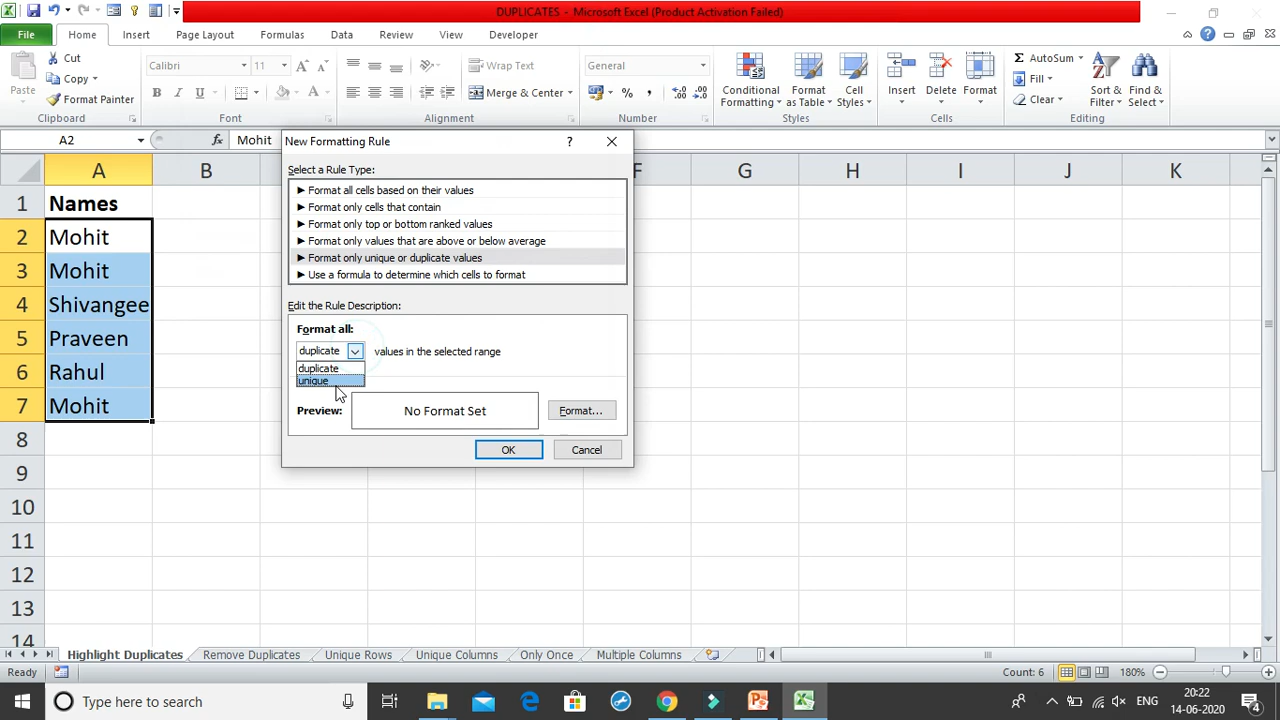 DUPLICATES - Microsoft Excel (Product Activation Failed)
File Home Insert Page Layout Formulas Data Review View Developer
Paste Cut Copy Format Painter Clipboard
Calibri 11 B I U A Font
Wrap Text Merge & Center Alignment
General % , Number
Conditional Formatting Format as Table Cell Styles Styles
Insert Delete Format Cells
Σ AutoSum Fill Clear Sort & Filter Find & Select Editing
A2 fx Mohit
A B F G H I J K
1 Names
2 Mohit
3 Mohit
4 Shivangee
5 Praveen
6 Rahul
7 Mohit
8
9
10
11
12
13
14
New Formatting Rule ?
Select a Rule Type:
► Format all cells based on their values
► Format only cells that contain
► Format only top or bottom ranked values
► Format only values that are above or below average
► Format only unique or duplicate values
► Use a formula to determine which cells to format
Edit the Rule Description:
Format all:
duplicate values in the selected range
duplicate
unique
Preview: No Format Set Format...
OK Cancel
Highlight Duplicates Remove Duplicates Unique Rows Unique Columns Only Once Multiple Columns
Ready Count: 6 180%
Type here to search ENG 20:22
14-06-2020 4